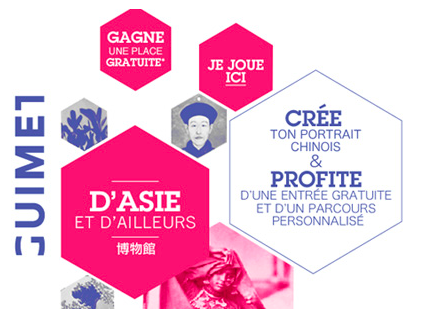 GAGNE
UNE PLACE
GRATUITE*
JE JOUE
ICI
GUIMET
CRÉE
TON PORTRAIT
CHINOIS
&
PROFITE
D'UNE ENTRÉE GRATUITE
ET D'UN PARCOURS
PERSONNALISÉ
D'ASIE
ET D'AILLEURS
博物館